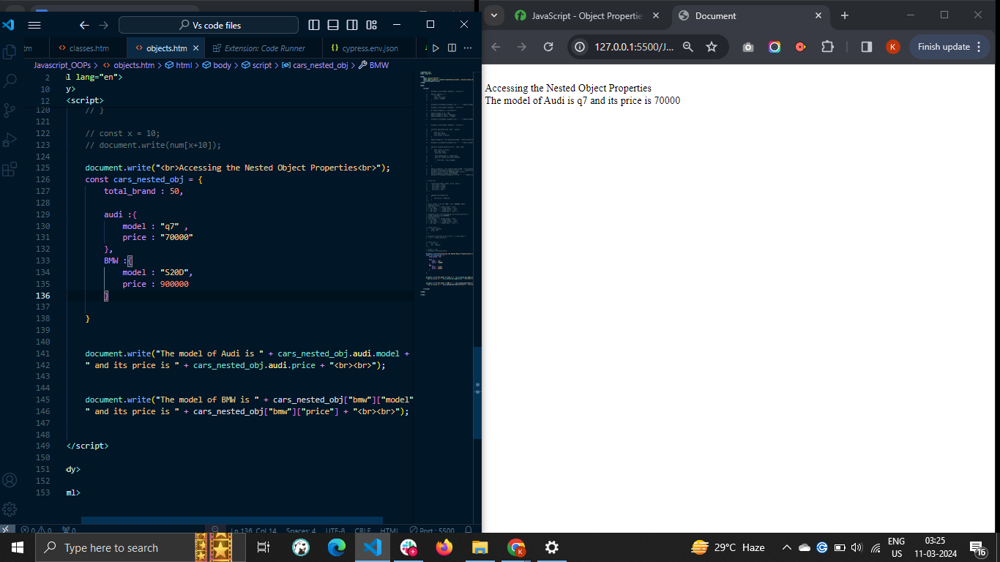 Vs code files
tm
classes.htm
objects.htm
Extension: Code Runner
cypress.env.json
Javascript_OOPs > objects.htm > html > body > script > cars_nested_obj > BMW
2 l lang="en">
10 y>
12 <script>
120 // }
121
122 // const x = 10;
123 // document.write(num[x+10]);
124
125 document.write("<br>Accessing the Nested Object Properties<br>");
126 const cars_nested_obj = {
127 total_brand : 50,
128
129 audi :{
130 model : "q7" ,
131 price : "70000"
132 },
133 BMW :{
134 model : "S20D",
135 price : 900000
136 }
137
138 }
139
140
141 document.write("The model of Audi is " + cars_nested_obj.audi.model +
142 " and its price is " + cars_nested_obj.audi.price + "<br><br>");
143
144
145 document.write("The model of BMW is " + cars_nested_obj["bmw"]["model"
146 " and its price is " + cars_nested_obj["bmw"]["price"] + "<br><br>");
147
148
149 </script>
150
151 dy>
152
153 ml>
0 0 0 Ln 136, Col 14 Spaces: 4 UTF-8 CRLF HTML Port : 5500
JavaScript - Object Propertie
Document
127.0.0.1:5500/J...
K
Finish update
Accessing the Nested Object Properties
The model of Audi is q7 and its price is 70000
Type here to search
29°C Haze
ENG
US
03:25
11-03-2024
16